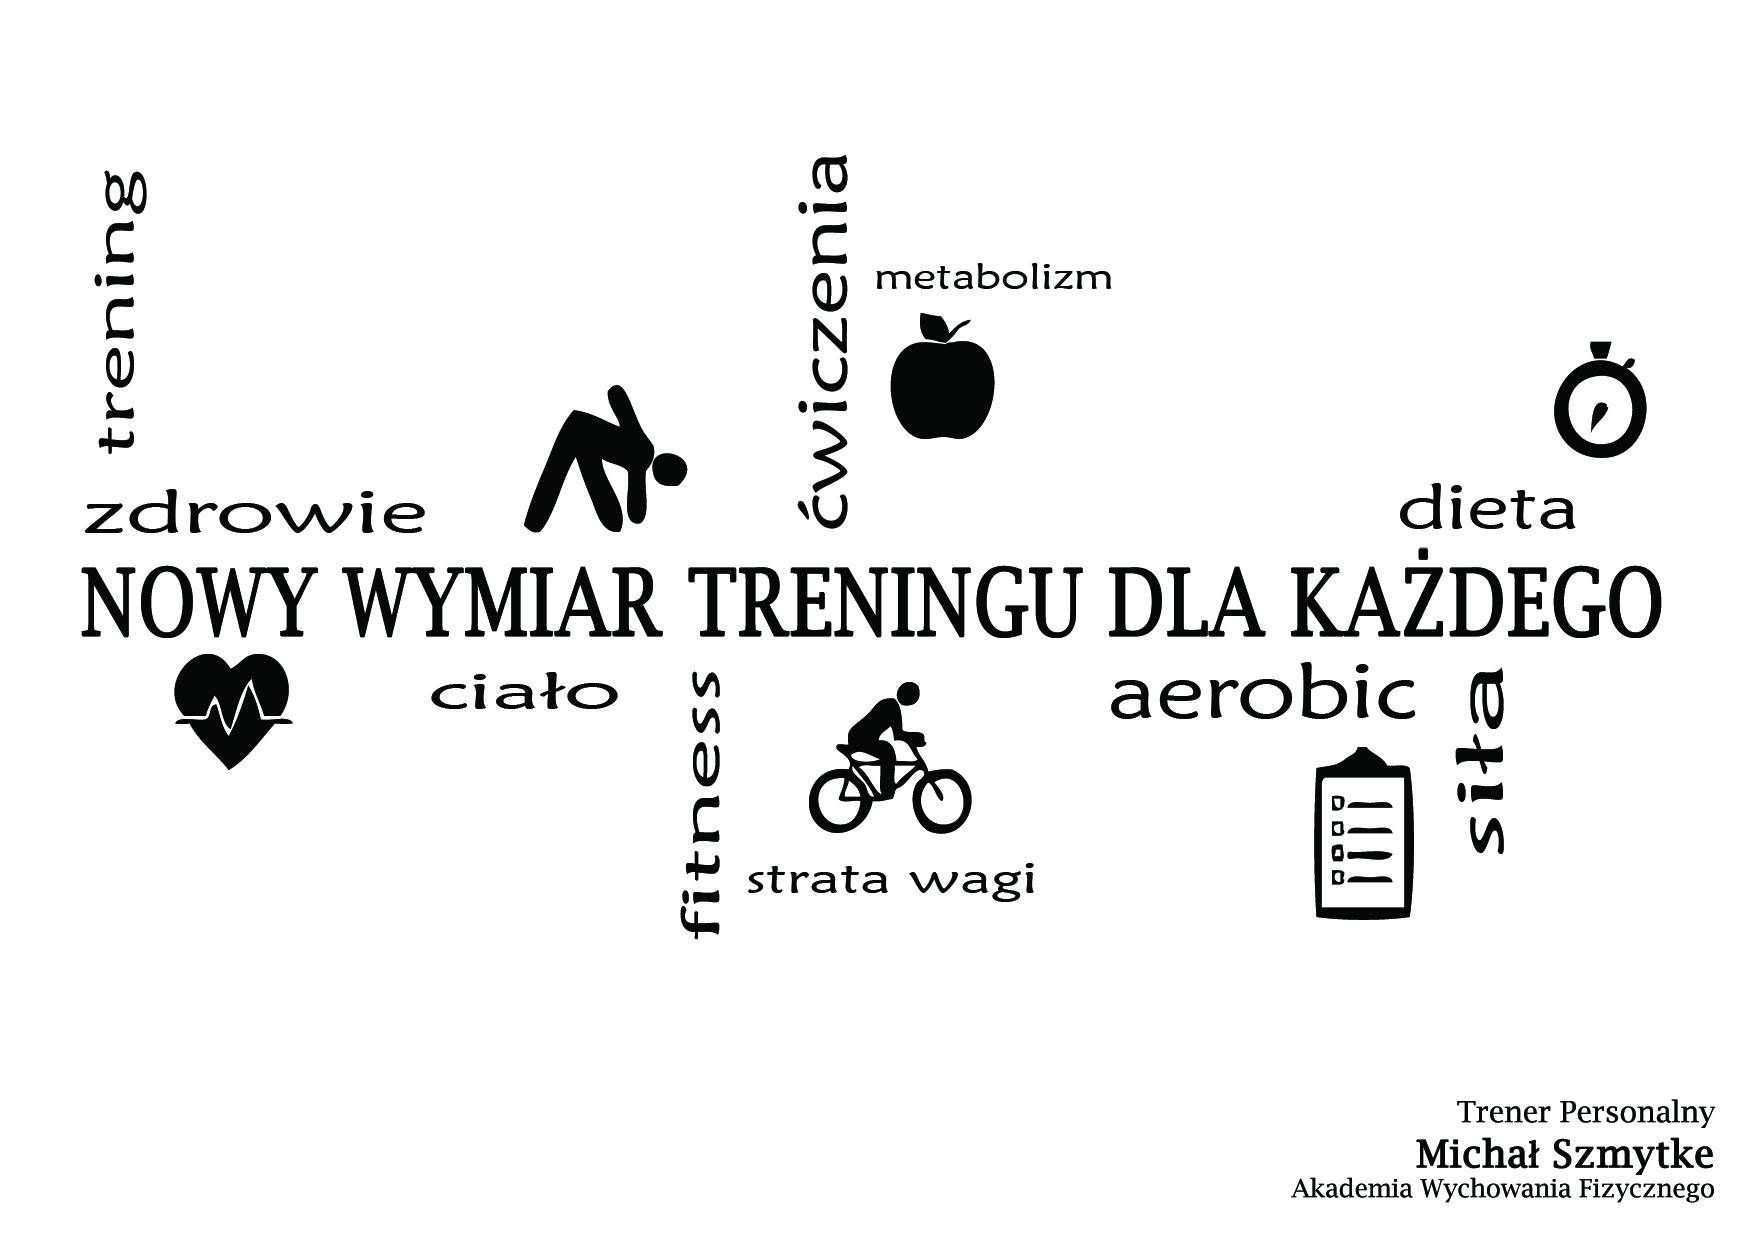 trening
ćwiczenia
metabolizm
zdrowie
dieta
NOWY WYMIAR TRENINGU DLA KAŻDEGO
ciało
fitness
aerobic
siła
strata wagi
Trener Personalny
Michał Szmytke
Akademia Wychowania Fizycznego